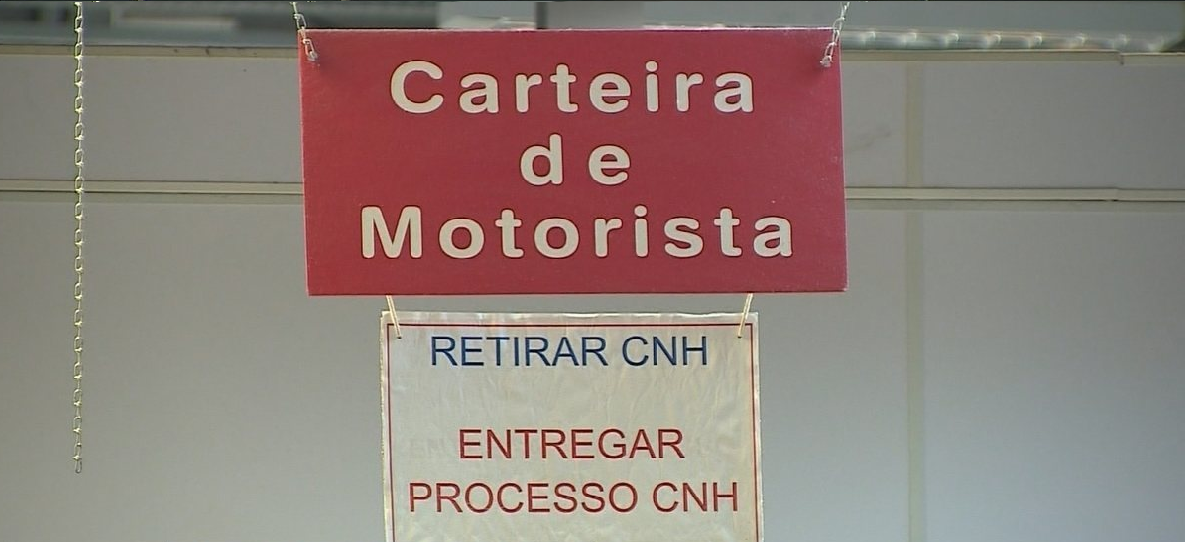 Carteira
de
Motorista
RETIRAR CNH
ENTREGAR
PROCESSO CNH